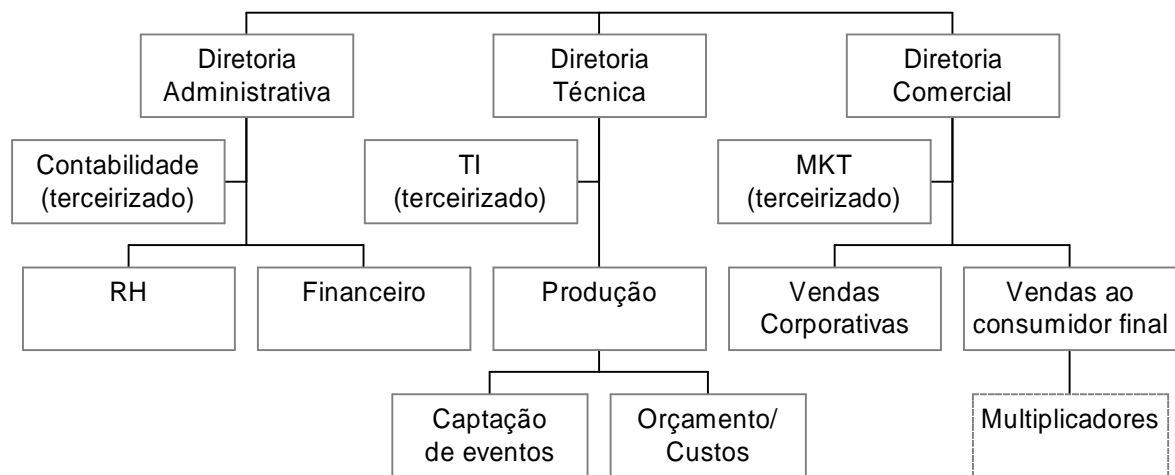 Diretoria
Administrativa
Diretoria
Técnica
Diretoria
Comercial
Contabilidade
(terceirizado)
TI
(terceirizado)
MKT
(terceirizado)
RH
Financeiro
Produção
Vendas
Corporativas
Vendas ao
consumidor final
Captação
de eventos
Orçamento/
Custos
Multiplicadores